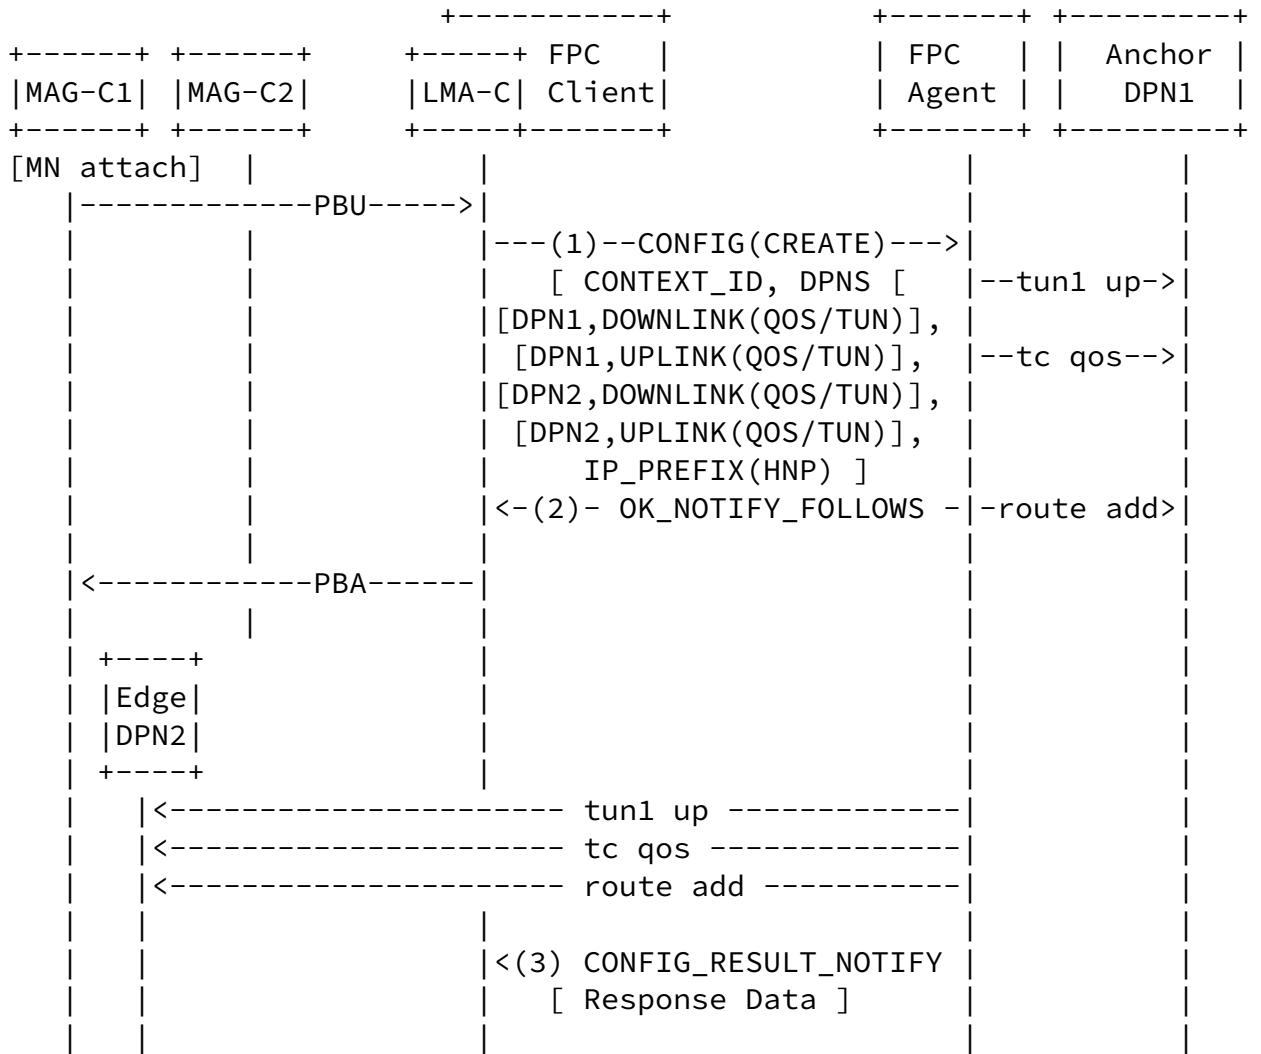 +-----------+           +-------+ +---------+
+------+ +------+     +-----+ FPC   |           | FPC   | |  Anchor |
|MAG-C1| |MAG-C2|     |LMA-C| Client|           | Agent | |   DPN1  |
+------+ +------+     +-----+-------+           +-------+ +---------+
[MN attach]  |            |                          |           |
   |-------------PBU----->|                          |           |
   |         |            |---(1)--CONFIG(CREATE)--->|           |
   |         |            |   [ CONTEXT_ID, DPNS [   |--tun1 up->|
   |         |            |[DPN1,DOWNLINK(QOS/TUN)], |           |
   |         |            | [DPN1,UPLINK(QOS/TUN)],  |--tc qos-->|
   |         |            |[DPN2,DOWNLINK(QOS/TUN)], |           |
   |         |            | [DPN2,UPLINK(QOS/TUN)],  |           |
   |         |            |     IP_PREFIX(HNP) ]     |           |
   |         |            |<-(2)- OK_NOTIFY_FOLLOWS -|-route add>|
   |         |            |                          |           |
   |<------------PBA------|                          |           |
   |         |            |                          |           |
   | +----+               |                          |           |
   | |Edge|               |                          |           |
   | |DPN2|               |                          |           |
   | +----+               |                          |           |
   |   |<---------------------- tun1 up -------------|           |
   |   |<---------------------- tc qos --------------|           |
   |   |<---------------------- route add -----------|           |
   |   |                  |                          |           |
   |   |                  |<(3) CONFIG_RESULT_NOTIFY |           |
   |   |                  |   [ Response Data ]      |           |
   |   |                  |                          |           |